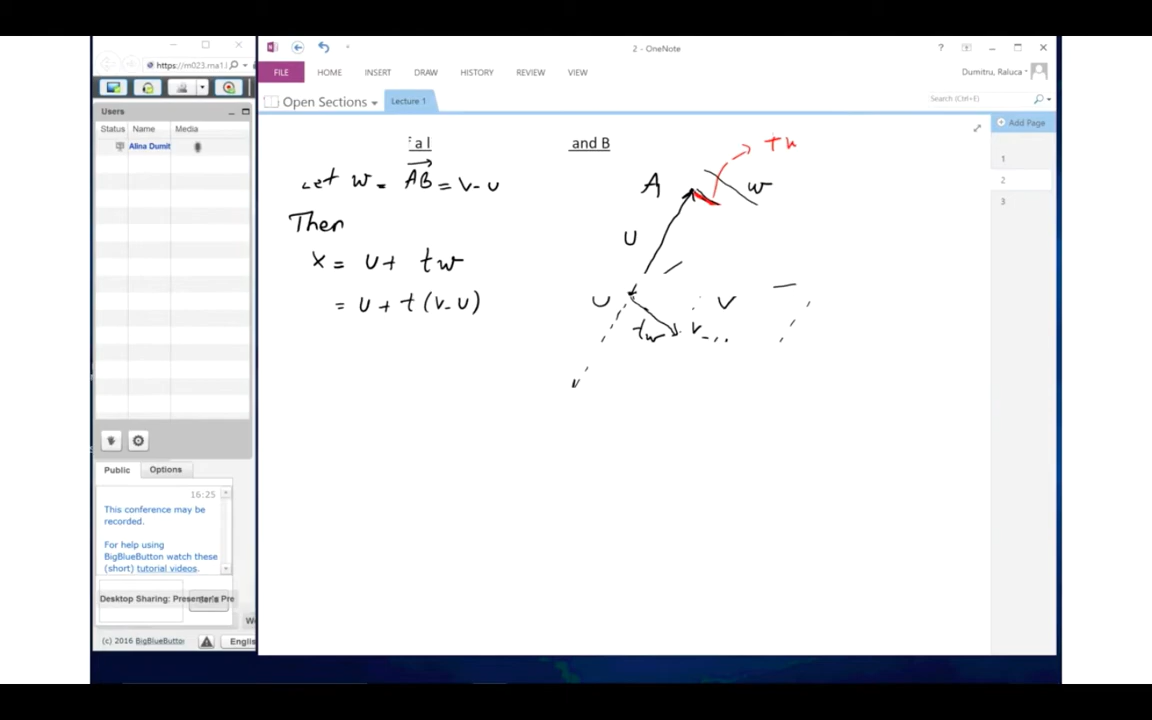 2 - OneNote
https://m023.ma1.l
Dumitru, Raluca
FILE HOME INSERT DRAW HISTORY REVIEW VIEW
Open Sections
Lecture 1
Search (Ctrl+E)
Users
Status Name Media
Alina Dumit
Add Page
1
2
3
and B
Let w = AB = v - u
Then
x = u + tw
= u + t(v-u)
A
w
u
u
v
tw
Public Options
16:25
This conference may be
recorded.
For help using
BigBlueButton watch these
(short) tutorial videos.
Desktop Sharing: Presenter's Pre
(c) 2016 BigBlueButton
English